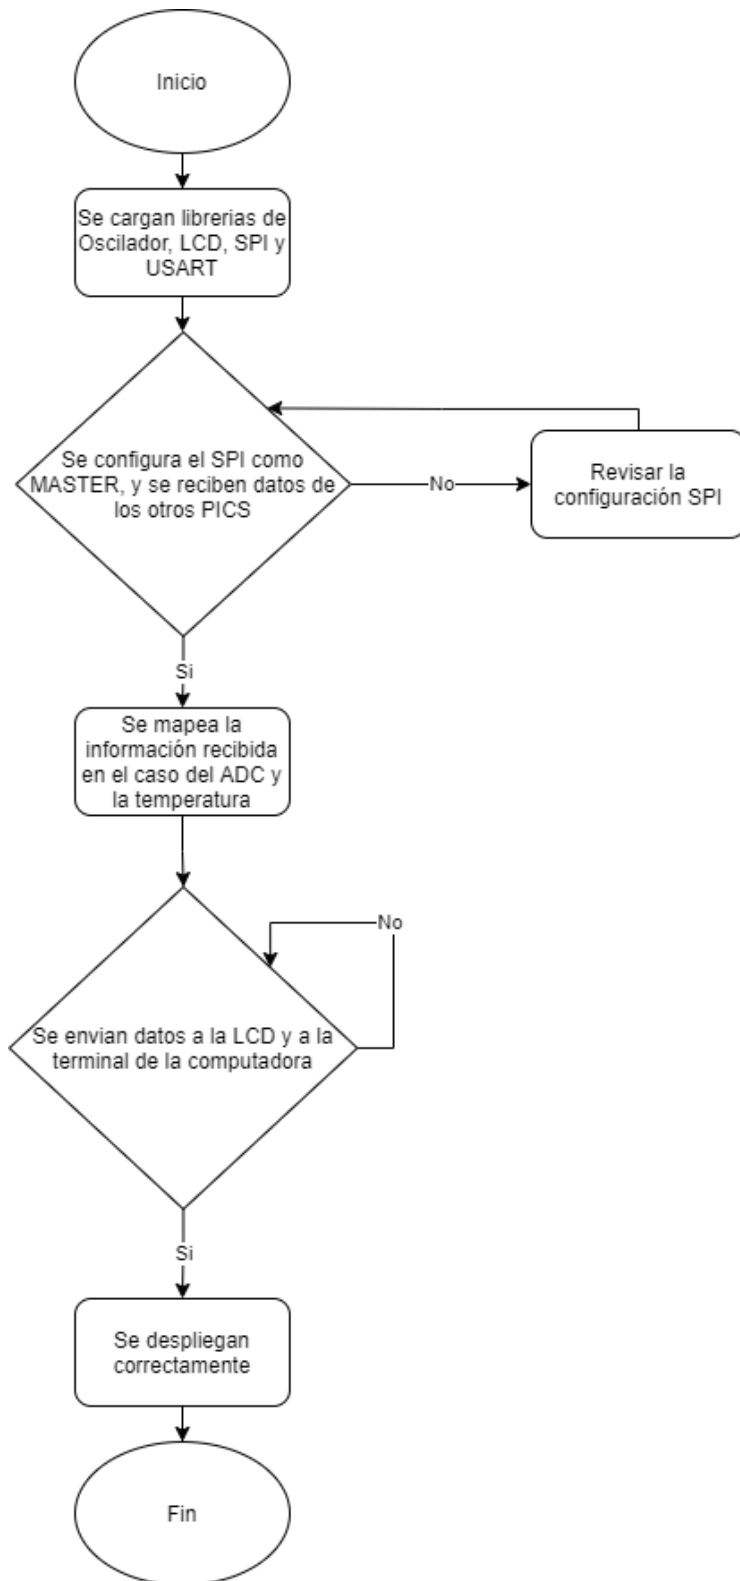 Inicio
Se cargan librerias de
Oscilador, LCD, SPI y
USART
Se configura el SPI como
MASTER, y se reciben datos de
los otros PICS
No
Revisar la
configuración SPI
Si
Se mapea la
información recibida
en el caso del ADC y
la temperatura
No
Se envian datos a la LCD y a la
terminal de la computadora
Si
Se despliegan
correctamente
Fin